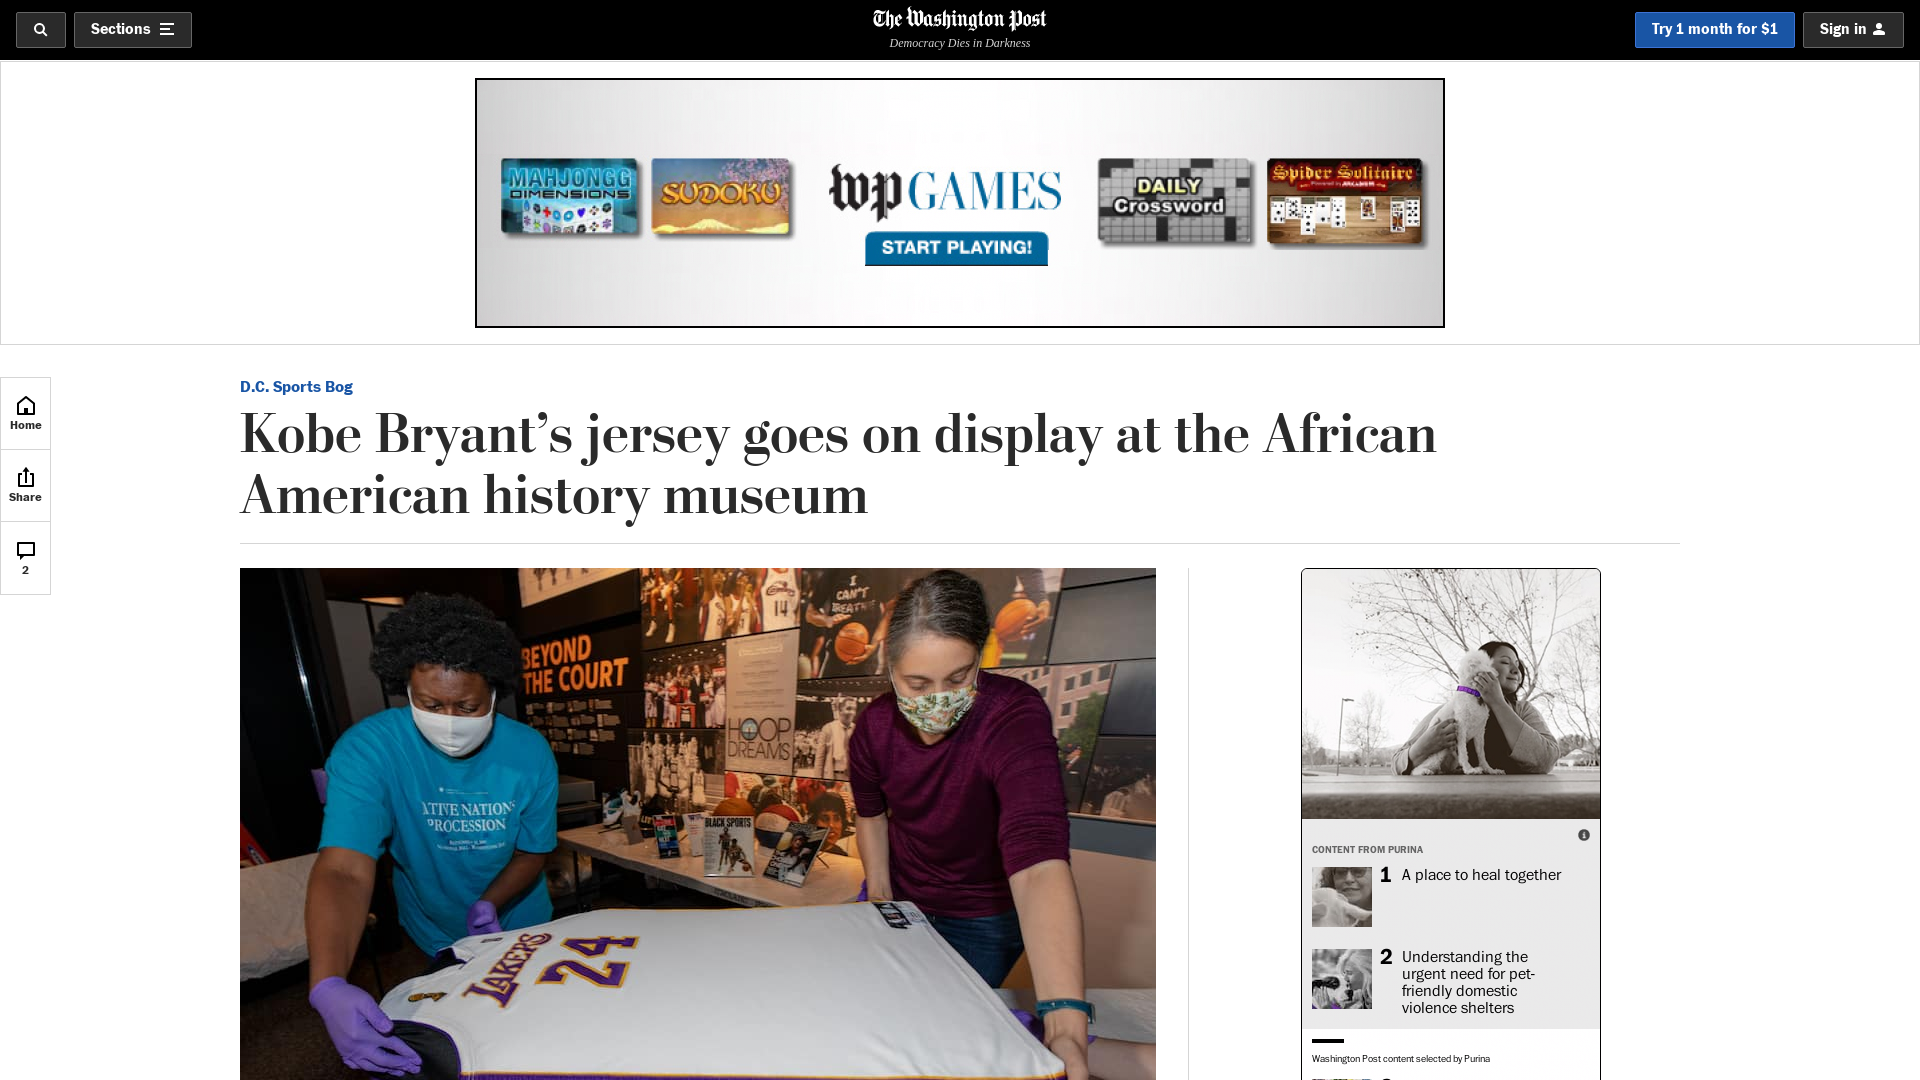 Sections
The Washington Post
Democracy Dies in Darkness
Try 1 month for $1
Sign in
MAHJONGG
DIMENSIONS
SUDOKU
wp GAMES
START PLAYING!
DAILY
Crossword
Spider Solitaire
Home
Share
2
D.C. Sports Bog
Kobe Bryant’s jersey goes on display at the African
American history museum
BEYOND
THE COURT
I
CAN'T
BREATHE
14
HOOP
DREAMS
BLACK SPORTS
NATIVE NATIONS
PROCESSION
LAKERS
24
CONTENT FROM PURINA
1 A place to heal together
2 Understanding the
urgent need for pet-
friendly domestic
violence shelters
Washington Post content selected by Purina